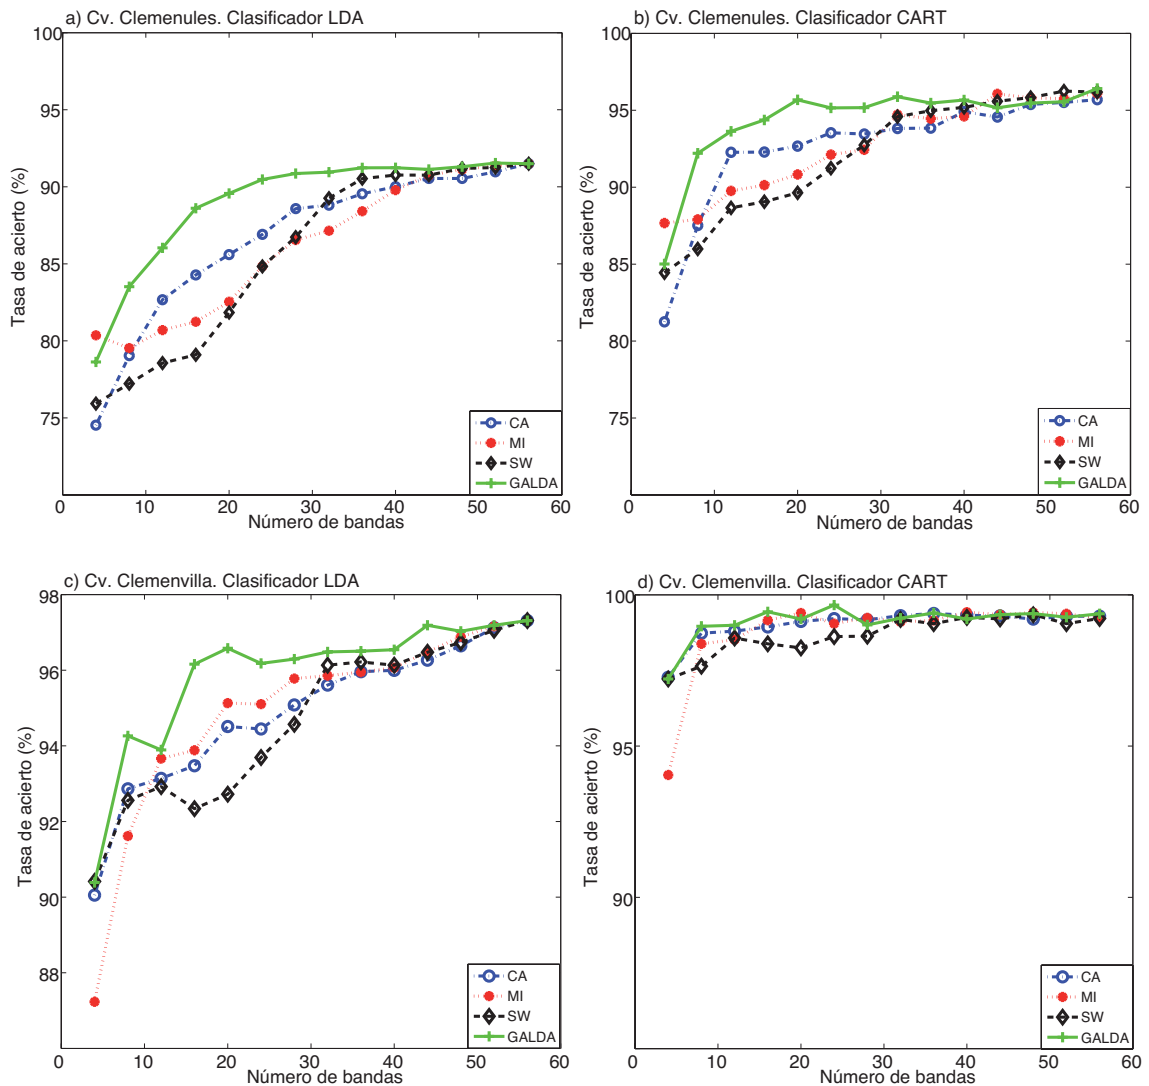 a) Cv. Clemenules. Clasificador LDA
100
95
90
85
80
75
0 10 20 30 40 50 60
Tasa de acierto (%)
Número de bandas
CA
MI
SW
GALDA
b) Cv. Clemenules. Clasificador CART
100
95
90
85
80
75
0 10 20 30 40 50 60
Tasa de acierto (%)
Número de bandas
CA
MI
SW
GALDA
c) Cv. Clemenvilla. Clasificador LDA
98
96
94
92
90
88
0 10 20 30 40 50 60
Tasa de acierto (%)
Número de bandas
CA
MI
SW
GALDA
d) Cv. Clemenvilla. Clasificador CART
100
95
90
0 10 20 30 40 50 60
Tasa de acierto (%)
Número de bandas
CA
MI
SW
GALDA